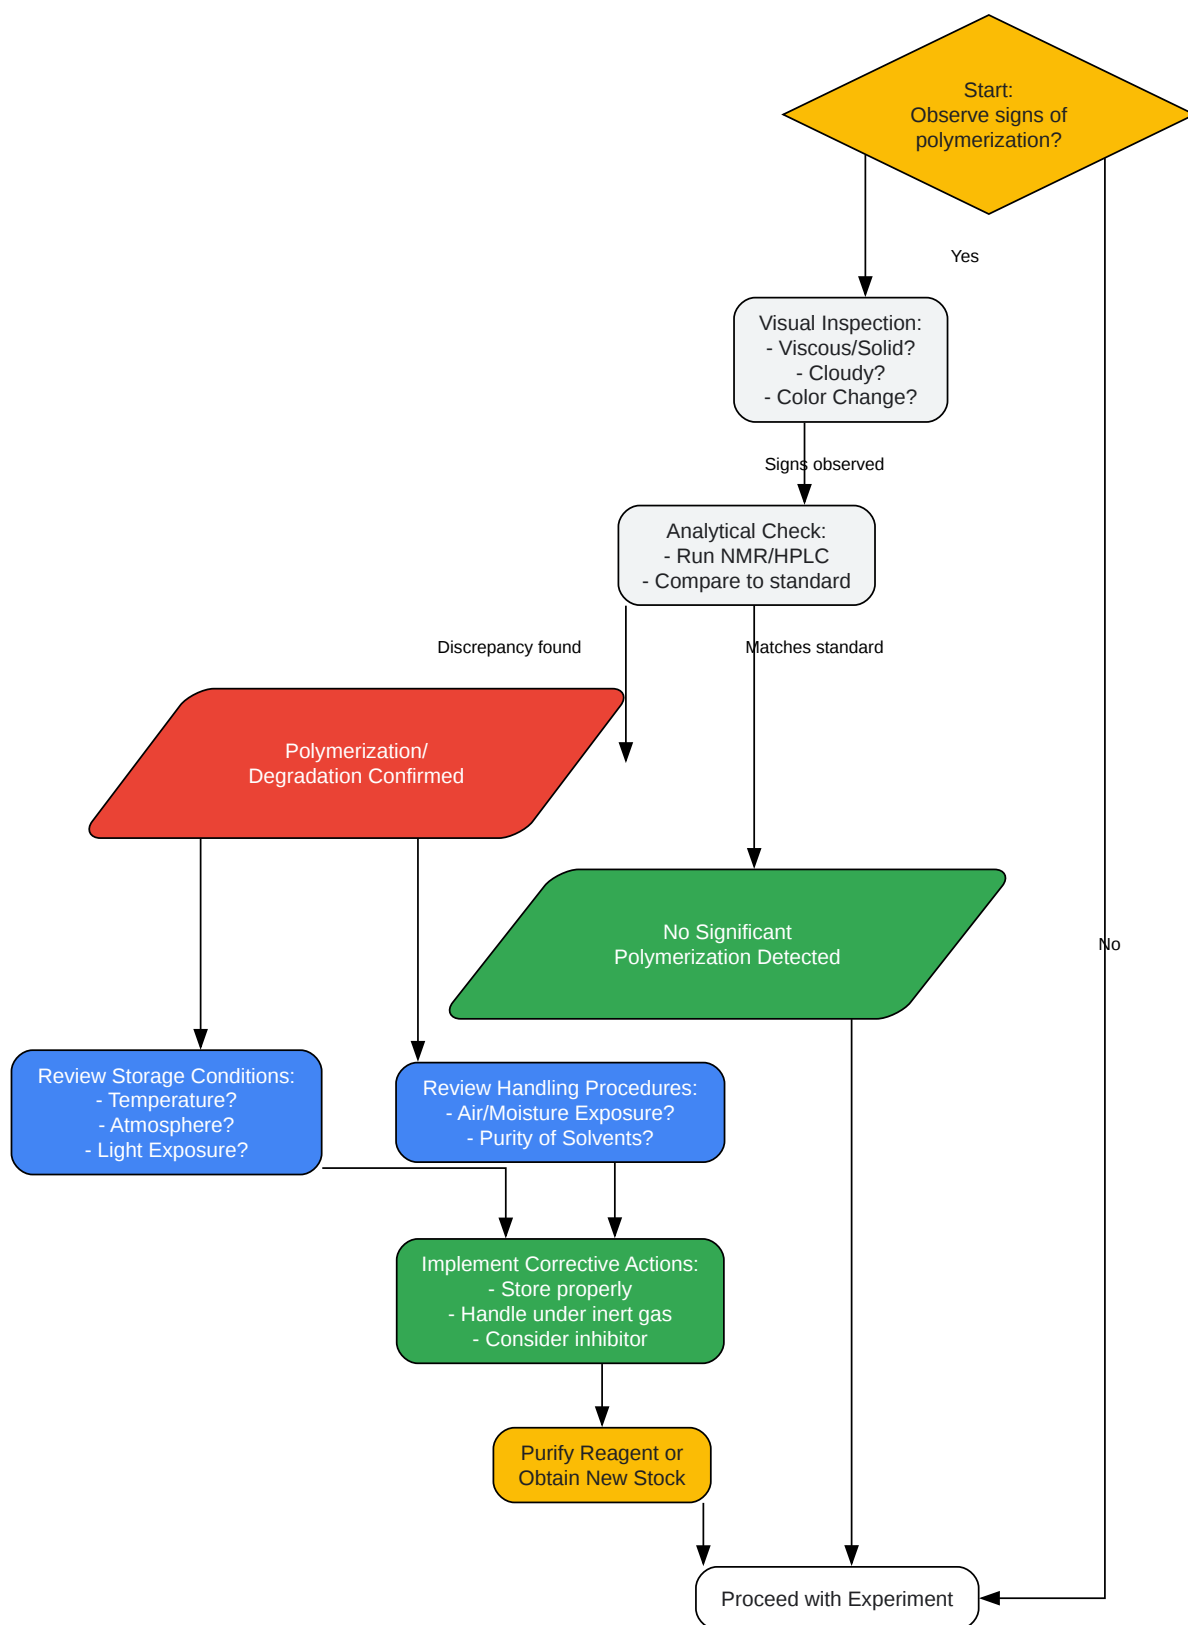 Start:
Observe signs of
polymerization?
Yes
Visual Inspection:
- Viscous/Solid?
- Cloudy?
- Color Change?
Signs observed
Analytical Check:
- Run NMR/HPLC
- Compare to standard
Discrepancy found
Matches standard
Polymerization/
Degradation Confirmed
No Significant
Polymerization Detected
No
Review Storage Conditions:
- Temperature?
- Atmosphere?
- Light Exposure?
Review Handling Procedures:
- Air/Moisture Exposure?
- Purity of Solvents?
Implement Corrective Actions:
- Store properly
- Handle under inert gas
- Consider inhibitor
Purify Reagent or
Obtain New Stock
Proceed with Experiment